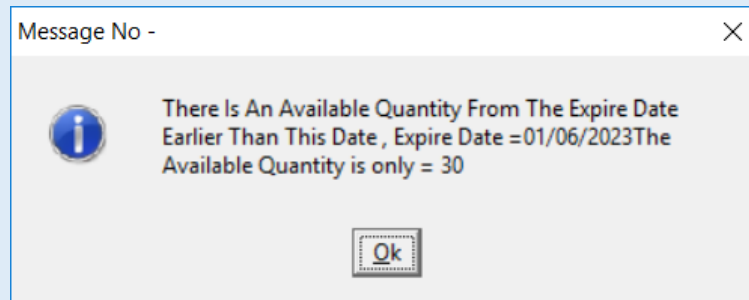 Message No -
There Is An Available Quantity From The Expire Date
Earlier Than This Date , Expire Date =01/06/2023The
Available Quantity is only = 30
Ok